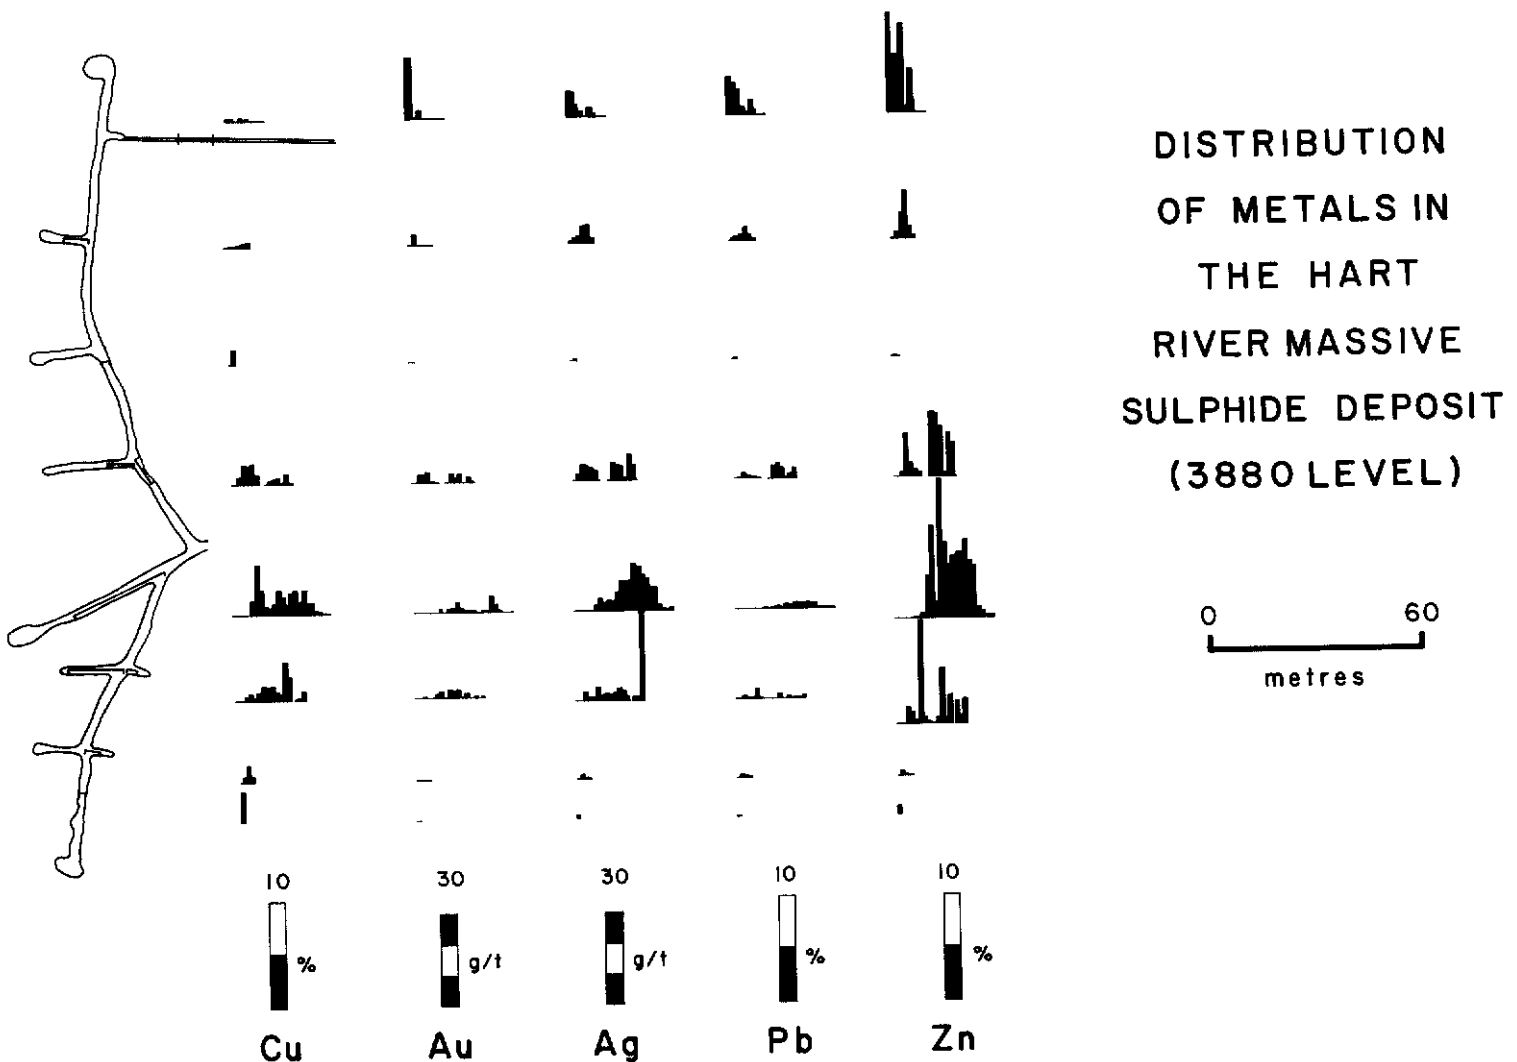 DISTRIBUTION
OF METALS IN
THE HART
RIVER MASSIVE
SULPHIDE DEPOSIT
(3880 LEVEL)
0 60
metres
10 30 30 10 10
% g/t g/t % %
Cu Au Ag Pb Zn